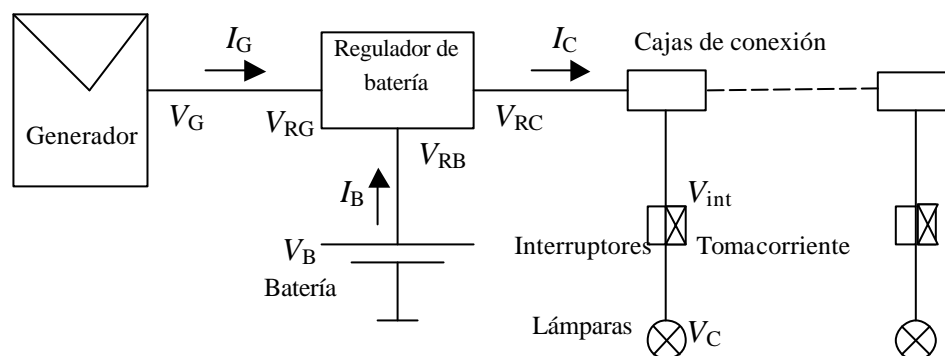 I_G
Regulador de
batería
I_C
Cajas de conexión
Generador
V_G
V_RG
V_RC
V_RB
I_B
V_int
Interruptores
Tomacorriente
V_B
Batería
Lámparas
V_C